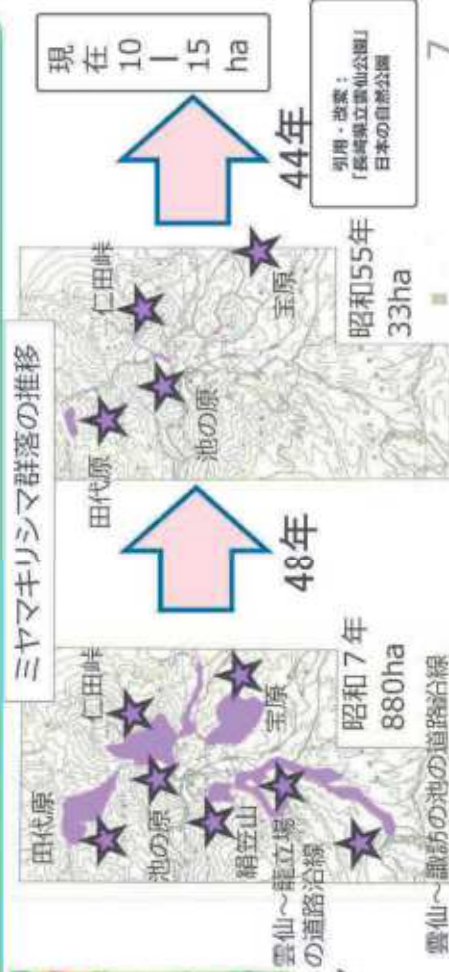 ミヤマキリシマ群落の推移
田代原
仁田峠
池の原
絹笠山
宝原
雲仙～籠立場
の道路沿線
雲仙～諏訪の池の道路沿線
昭和７年
880ha
48年
田代原
仁田峠
池の原
宝原
昭和55年
33ha
44年
現
在
10
ー
15
ha
引用・改変：
「長崎県立雲仙公園」
日本の自然公園
7